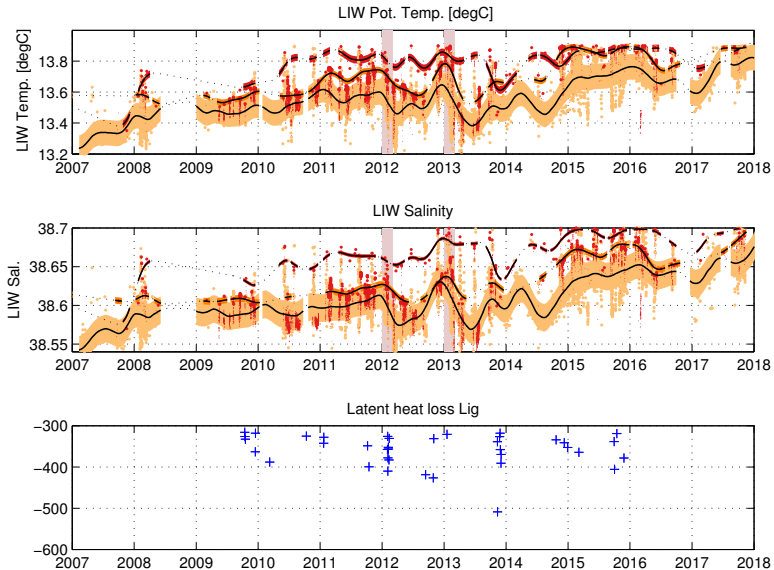 LIW Pot. Temp. [degC]
LIW Temp. [degC]
13.8
13.6
13.4
13.2
2007 2008 2009 2010 2011 2012 2013 2014 2015 2016 2017 2018
LIW Salinity
LIW Sal.
38.7
38.65
38.6
38.55
2007 2008 2009 2010 2011 2012 2013 2014 2015 2016 2017 2018
Latent heat loss Lig
−300
−400
−500
−600
2007 2008 2009 2010 2011 2012 2013 2014 2015 2016 2017 2018